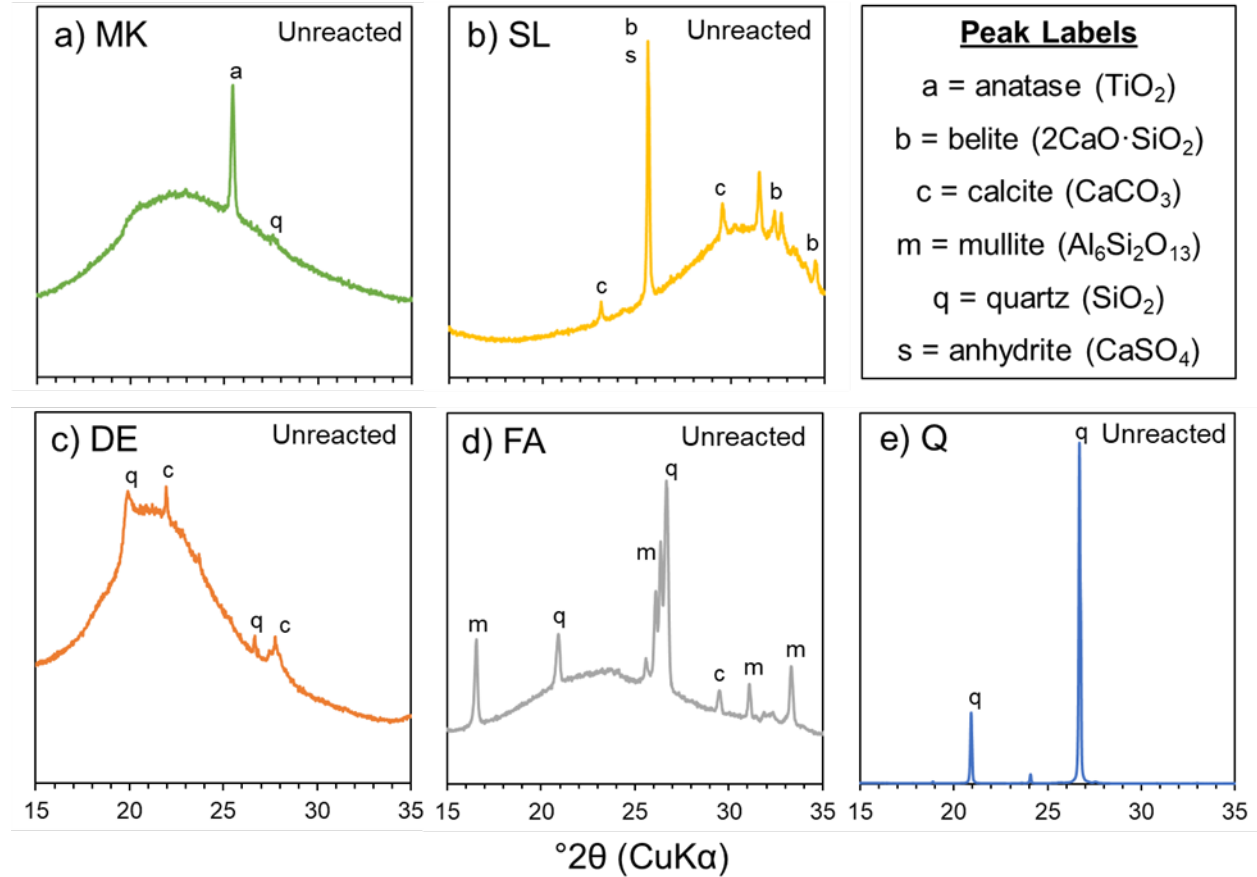 a) MK
Unreacted
a
q
b) SL
Unreacted
b
s
c
c
b
b
Peak Labels
a = anatase (TiO₂)
b = belite (2CaO·SiO₂)
c = calcite (CaCO₃)
m = mullite (Al₆Si₂O₁₃)
q = quartz (SiO₂)
s = anhydrite (CaSO₄)
c) DE
Unreacted
q
c
q
c
15 20 25 30 35
d) FA
Unreacted
m
q
m
q
c
m
m
15 20 25 30 35
e) Q
q
Unreacted
q
15 20 25 30 35
°2θ (CuKα)